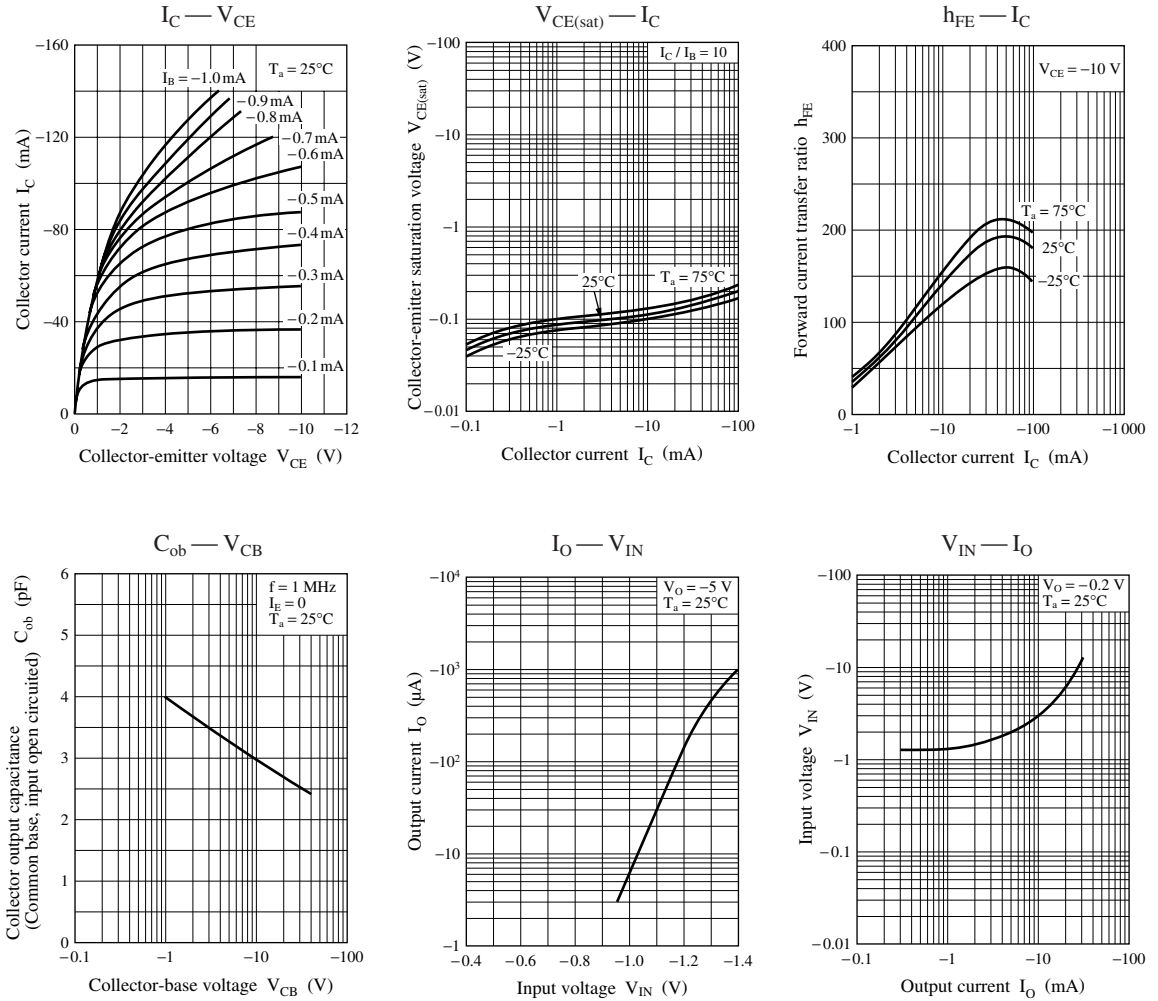 I_C — V_CE
−160
−120
−80
−40
0
0
−2
−4
−6
−8
−10
−12
I_B = −1.0 mA
T_a = 25°C
−0.9 mA
−0.8 mA
−0.7 mA
−0.6 mA
−0.5 mA
−0.4 mA
−0.3 mA
−0.2 mA
−0.1 mA
Collector current I_C (mA)
Collector-emitter voltage V_CE (V)
V_CE(sat) — I_C
−100
−10
−1
−0.1
−0.01
−0.1
−1
−10
−100
I_C / I_B = 10
25°C
T_a = 75°C
−25°C
Collector-emitter saturation voltage V_CE(sat) (V)
Collector current I_C (mA)
h_FE — I_C
400
300
200
100
0
−1
−10
−100
−1 000
V_CE = −10 V
T_a = 75°C
25°C
−25°C
Forward current transfer ratio h_FE
Collector current I_C (mA)
C_ob — V_CB
6
5
4
3
2
1
0
−0.1
−1
−10
−100
f = 1 MHz
I_E = 0
T_a = 25°C
Collector output capacitance
(Common base, input open circuited) C_ob (pF)
Collector-base voltage V_CB (V)
I_O — V_IN
−10⁴
−10³
−10²
−10
−1
−0.4
−0.6
−0.8
−1.0
−1.2
−1.4
V_O = −5 V
T_a = 25°C
Output current I_O (µA)
Input voltage V_IN (V)
V_IN — I_O
−100
−10
−1
−0.1
−0.01
−0.1
−1
−10
−100
V_O = −0.2 V
T_a = 25°C
Input voltage V_IN (V)
Output current I_O (mA)